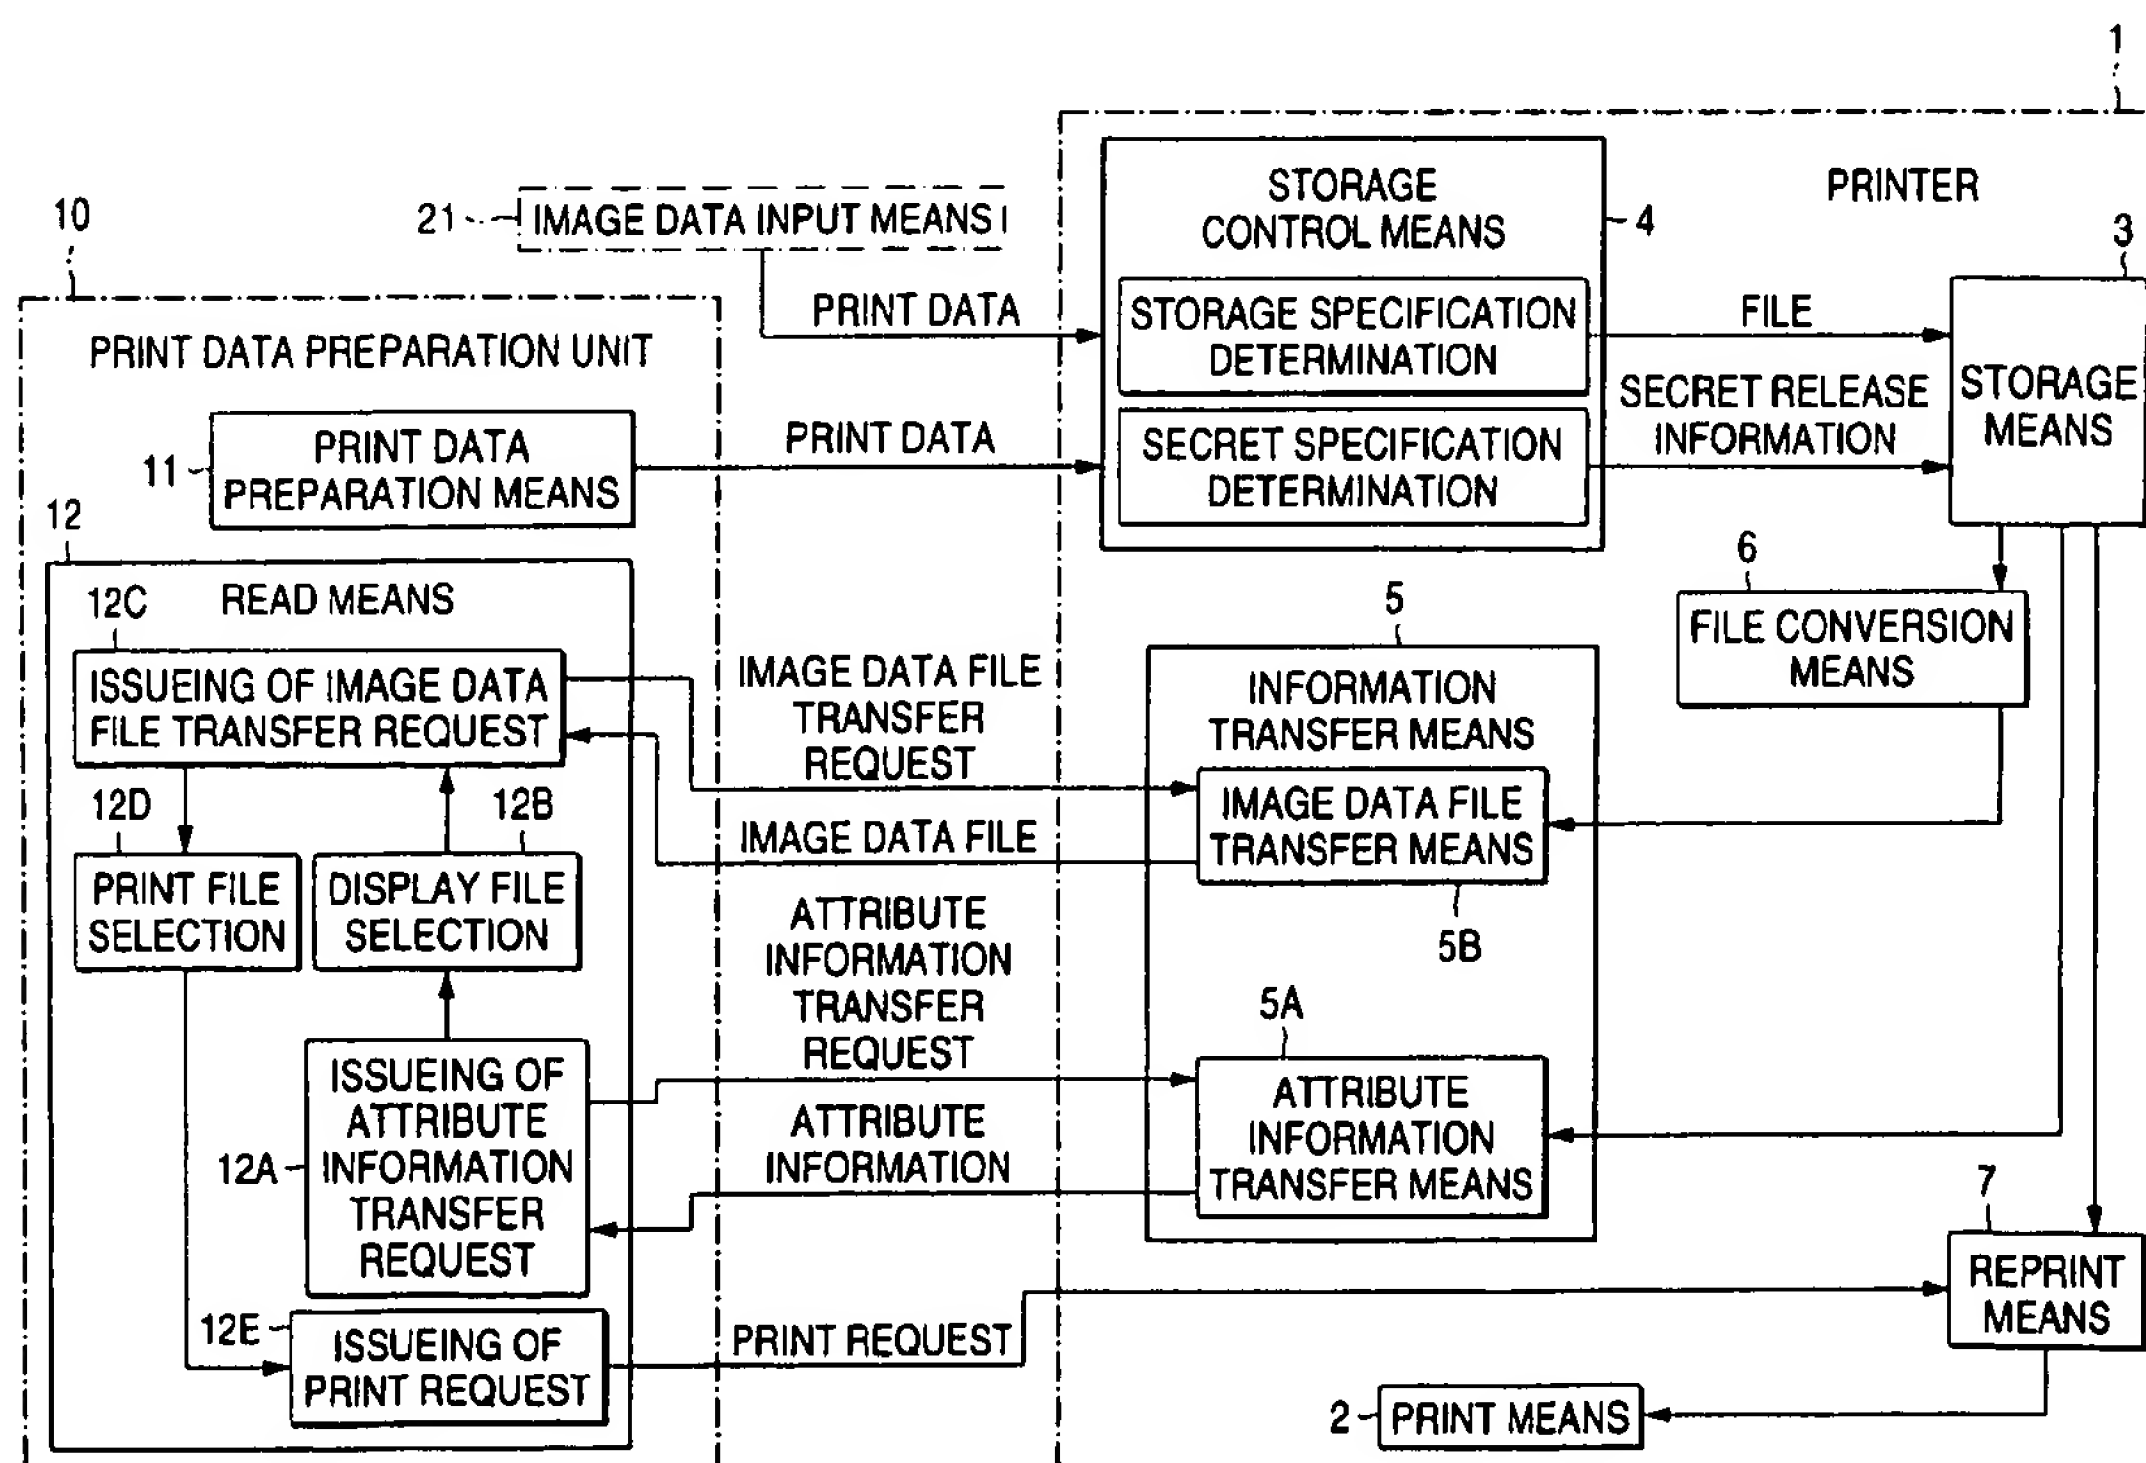 1
PRINTER
STORAGE
CONTROL MEANS
4
3
10
21
IMAGE DATA INPUT MEANS
PRINT DATA
STORAGE SPECIFICATION
DETERMINATION
FILE
STORAGE
MEANS
PRINT DATA PREPARATION UNIT
SECRET RELEASE
INFORMATION
11
PRINT DATA
PREPARATION MEANS
PRINT DATA
SECRET SPECIFICATION
DETERMINATION
12
READ MEANS
12C
ISSUEING OF IMAGE DATA
FILE TRANSFER REQUEST
IMAGE DATA FILE
TRANSFER
REQUEST
5
INFORMATION
TRANSFER MEANS
6
FILE CONVERSION
MEANS
12D
PRINT FILE
SELECTION
12B
DISPLAY FILE
SELECTION
IMAGE DATA FILE
IMAGE DATA FILE
TRANSFER MEANS
5B
ATTRIBUTE
INFORMATION
TRANSFER
REQUEST
5A
ATTRIBUTE
INFORMATION
TRANSFER MEANS
12A
ISSUEING OF
ATTRIBUTE
INFORMATION
TRANSFER
REQUEST
ATTRIBUTE
INFORMATION
7
REPRINT
MEANS
12E
ISSUEING OF
PRINT REQUEST
PRINT REQUEST
2
PRINT MEANS